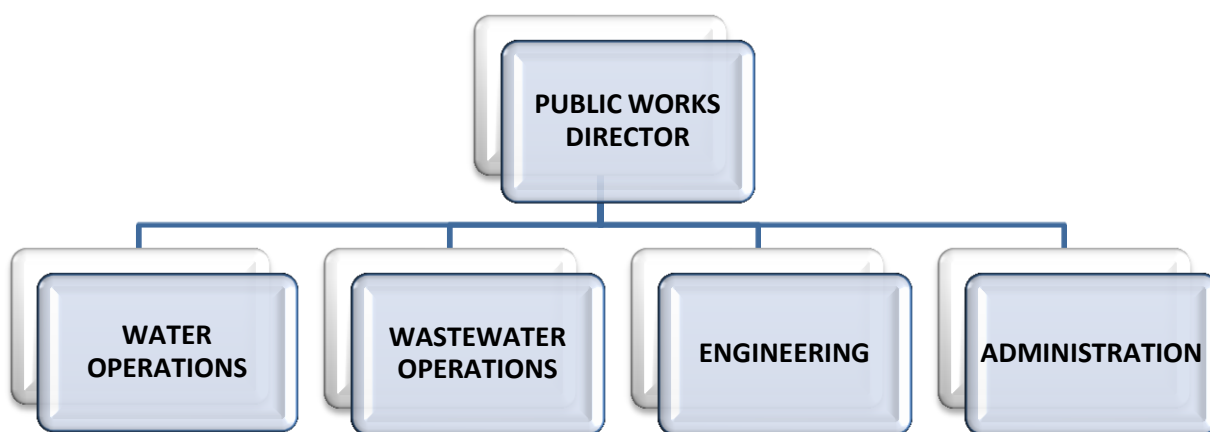 PUBLIC WORKS
DIRECTOR
WATER
OPERATIONS
WASTEWATER
OPERATIONS
ENGINEERING
ADMINISTRATION